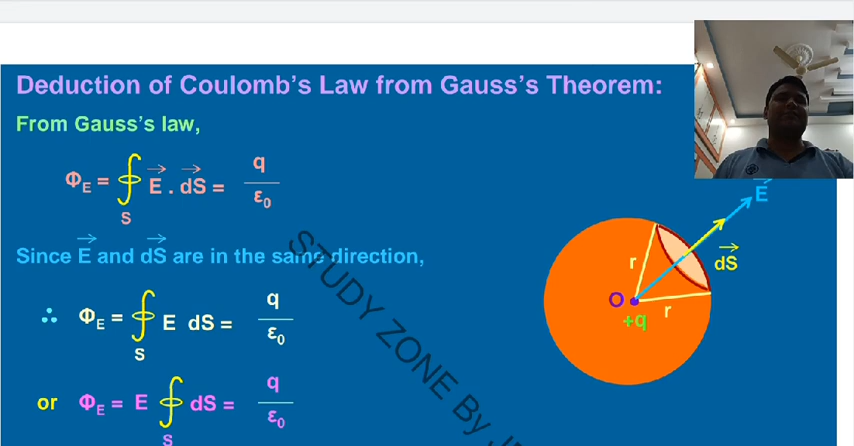 Deduction of Coulomb's Law from Gauss's Theorem:
From Gauss's law,
ΦE = ∮S E . dS = q / ε0
Since E and dS are in the same direction,
∴ ΦE = ∮S E dS = q / ε0
or ΦE = E ∮S dS = q / ε0
E
dS
r
O
r
+q
STUDY ZONE By